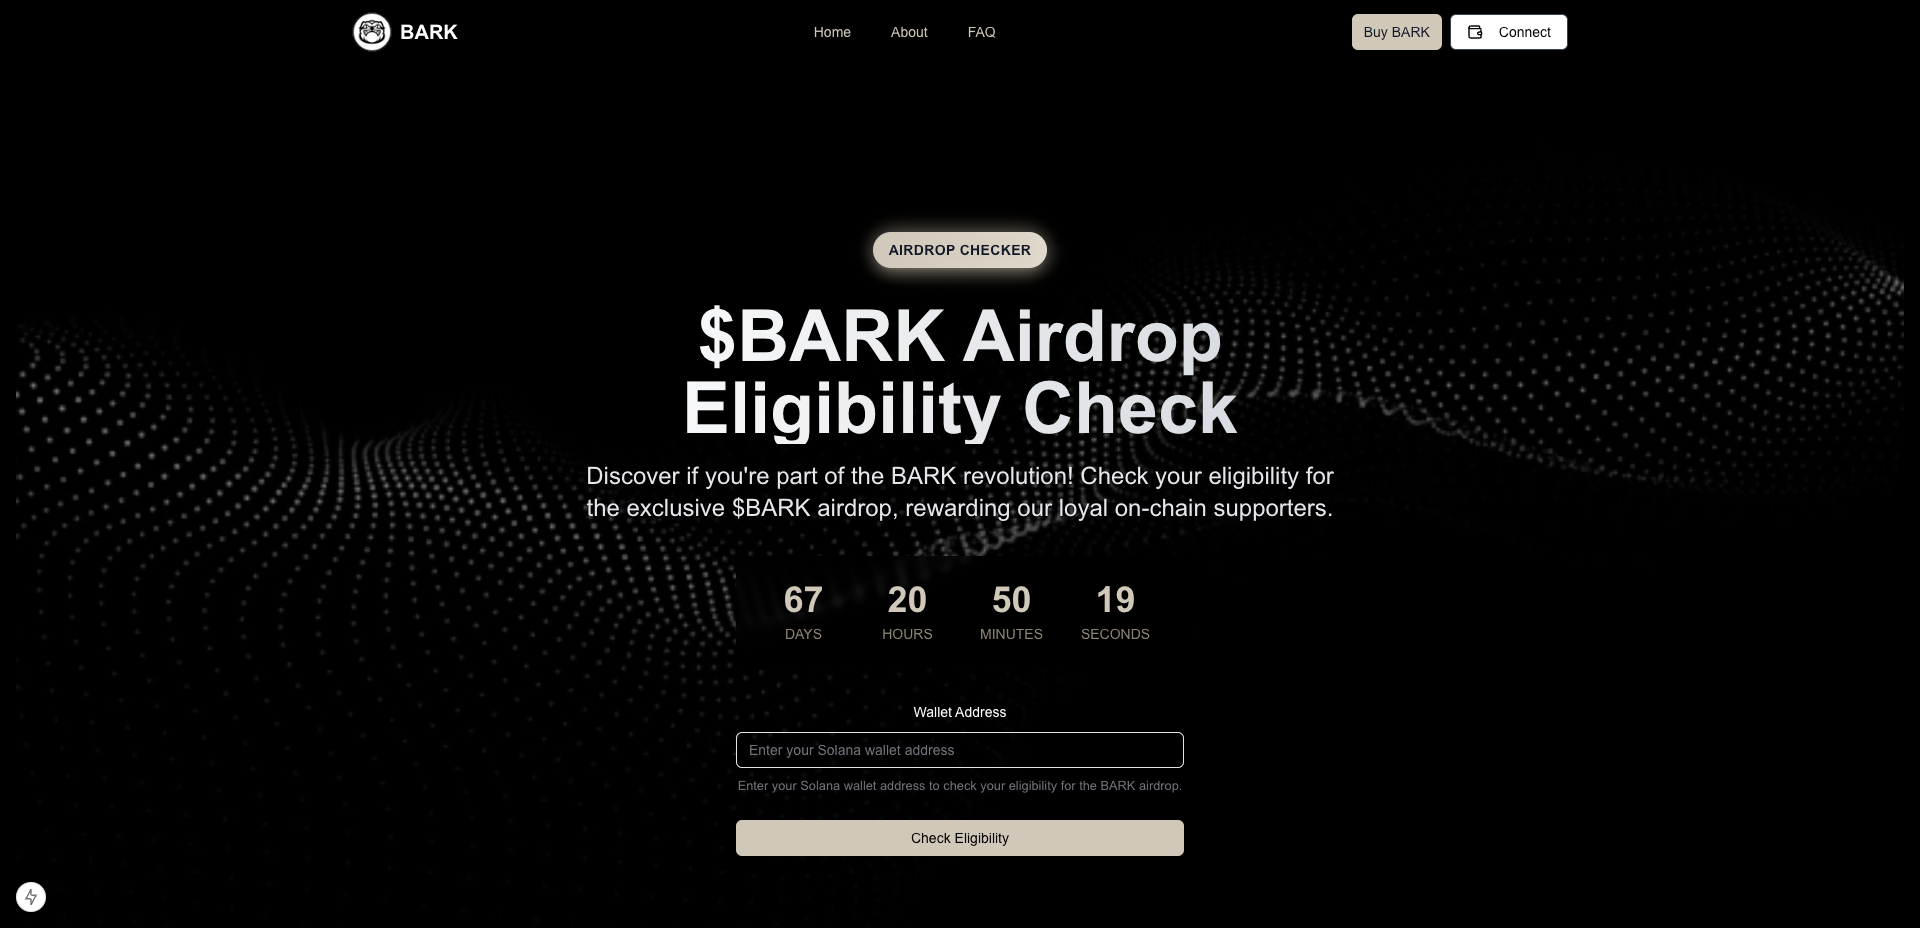 BARK
Home
About
FAQ
Buy BARK
Connect
AIRDROP CHECKER
$BARK Airdrop
Eligibility Check
Discover if you're part of the BARK revolution! Check your eligibility for
the exclusive $BARK airdrop, rewarding our loyal on-chain supporters.
67 20 50 19
DAYS HOURS MINUTES SECONDS
Wallet Address
Enter your Solana wallet address
Enter your Solana wallet address to check your eligibility for the BARK airdrop.
Check Eligibility